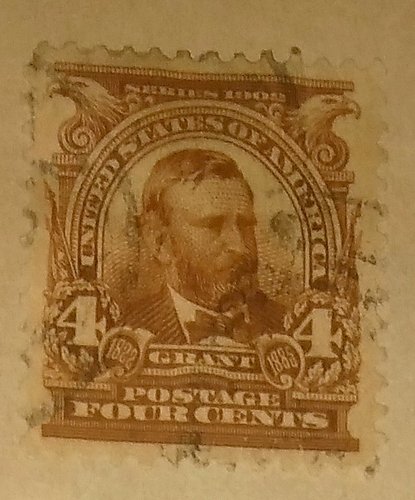 SERIES 1902
UNITED STATES OF AMERICA
4 4
1822 GRANT 1885
POSTAGE
FOUR CENTS